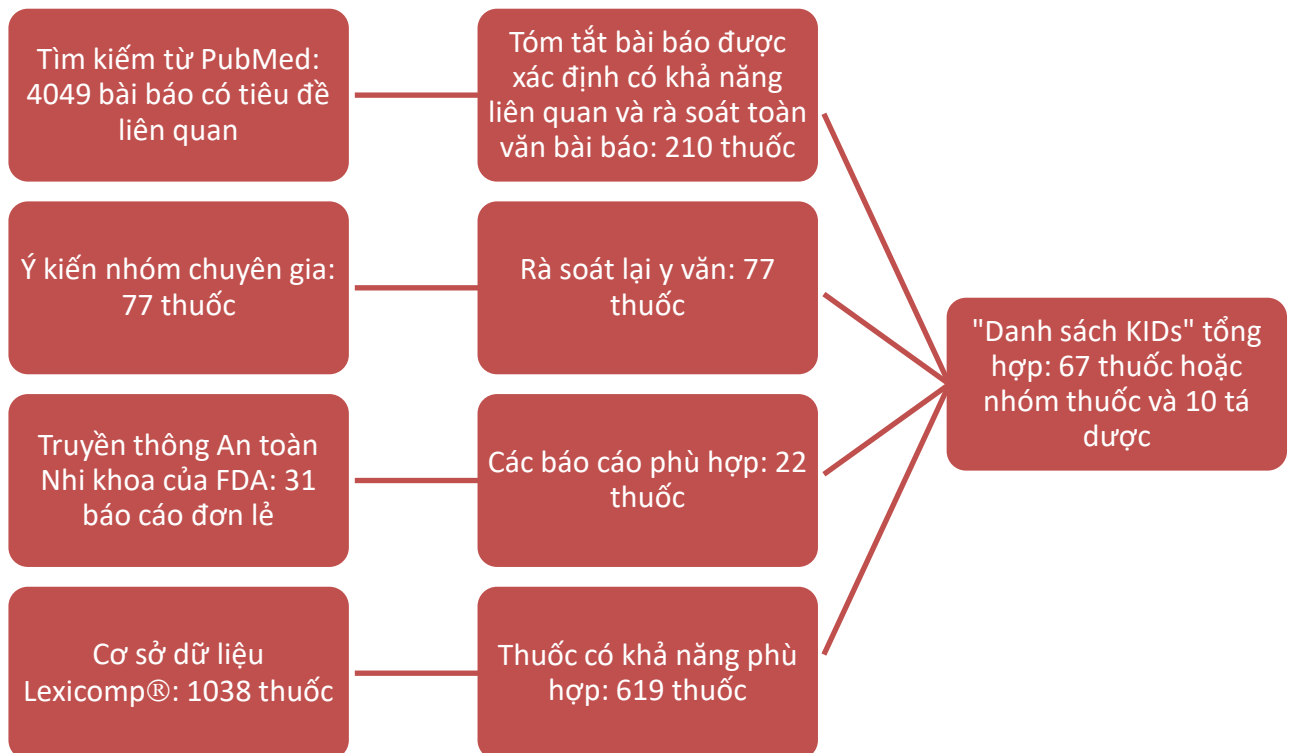 Tìm kiếm từ PubMed:
4049 bài báo có tiêu đề
liên quan
Tóm tắt bài báo được
xác định có khả năng
liên quan và rà soát toàn
văn bài báo: 210 thuốc
Ý kiến nhóm chuyên gia:
77 thuốc
Rà soát lại y văn: 77
thuốc
Truyền thông An toàn
Nhi khoa của FDA: 31
báo cáo đơn lẻ
Các báo cáo phù hợp: 22
thuốc
Cơ sở dữ liệu
Lexicomp®: 1038 thuốc
Thuốc có khả năng phù
hợp: 619 thuốc
"Danh sách KIDs" tổng
hợp: 67 thuốc hoặc
nhóm thuốc và 10 tá
dược